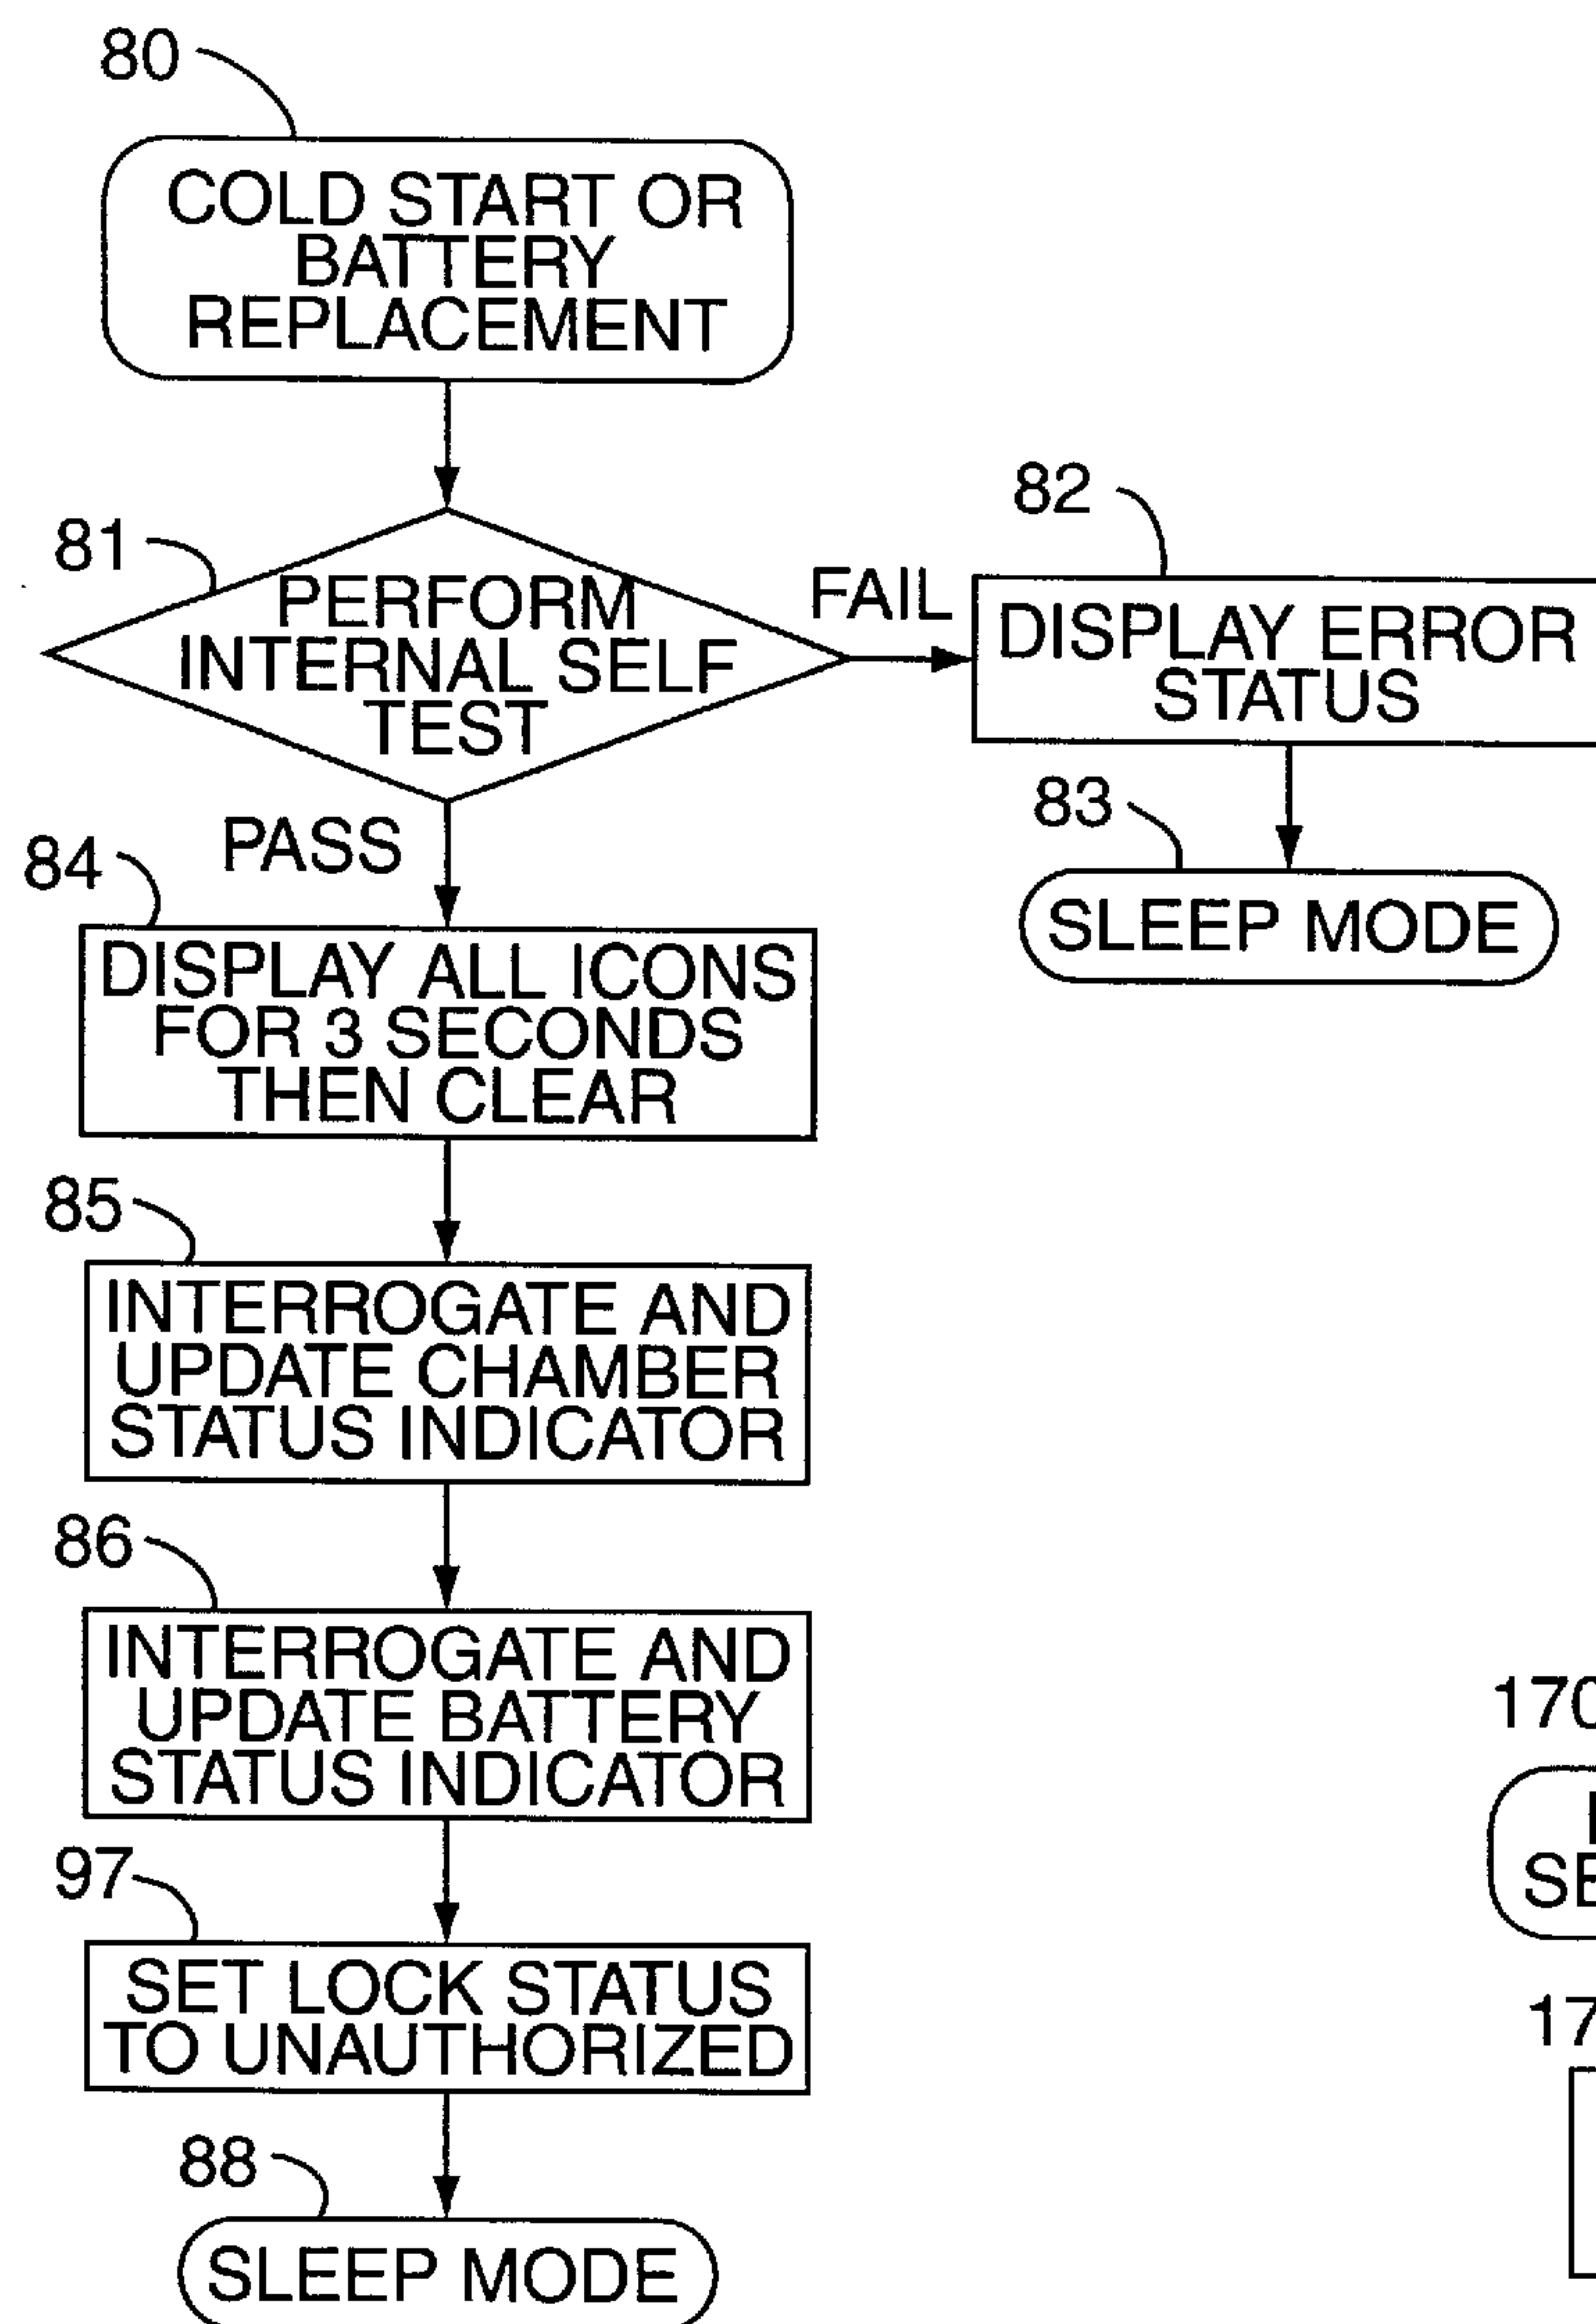 80
COLD START OR
BATTERY
REPLACEMENT
81
PERFORM
INTERNAL SELF
TEST
FAIL
82
DISPLAY ERROR
STATUS
83
SLEEP MODE
PASS
84
DISPLAY ALL ICONS
FOR 3 SECONDS
THEN CLEAR
85
INTERROGATE AND
UPDATE CHAMBER
STATUS INDICATOR
86
INTERROGATE AND
UPDATE BATTERY
STATUS INDICATOR
97
SET LOCK STATUS
TO UNAUTHORIZED
88
SLEEP MODE
170